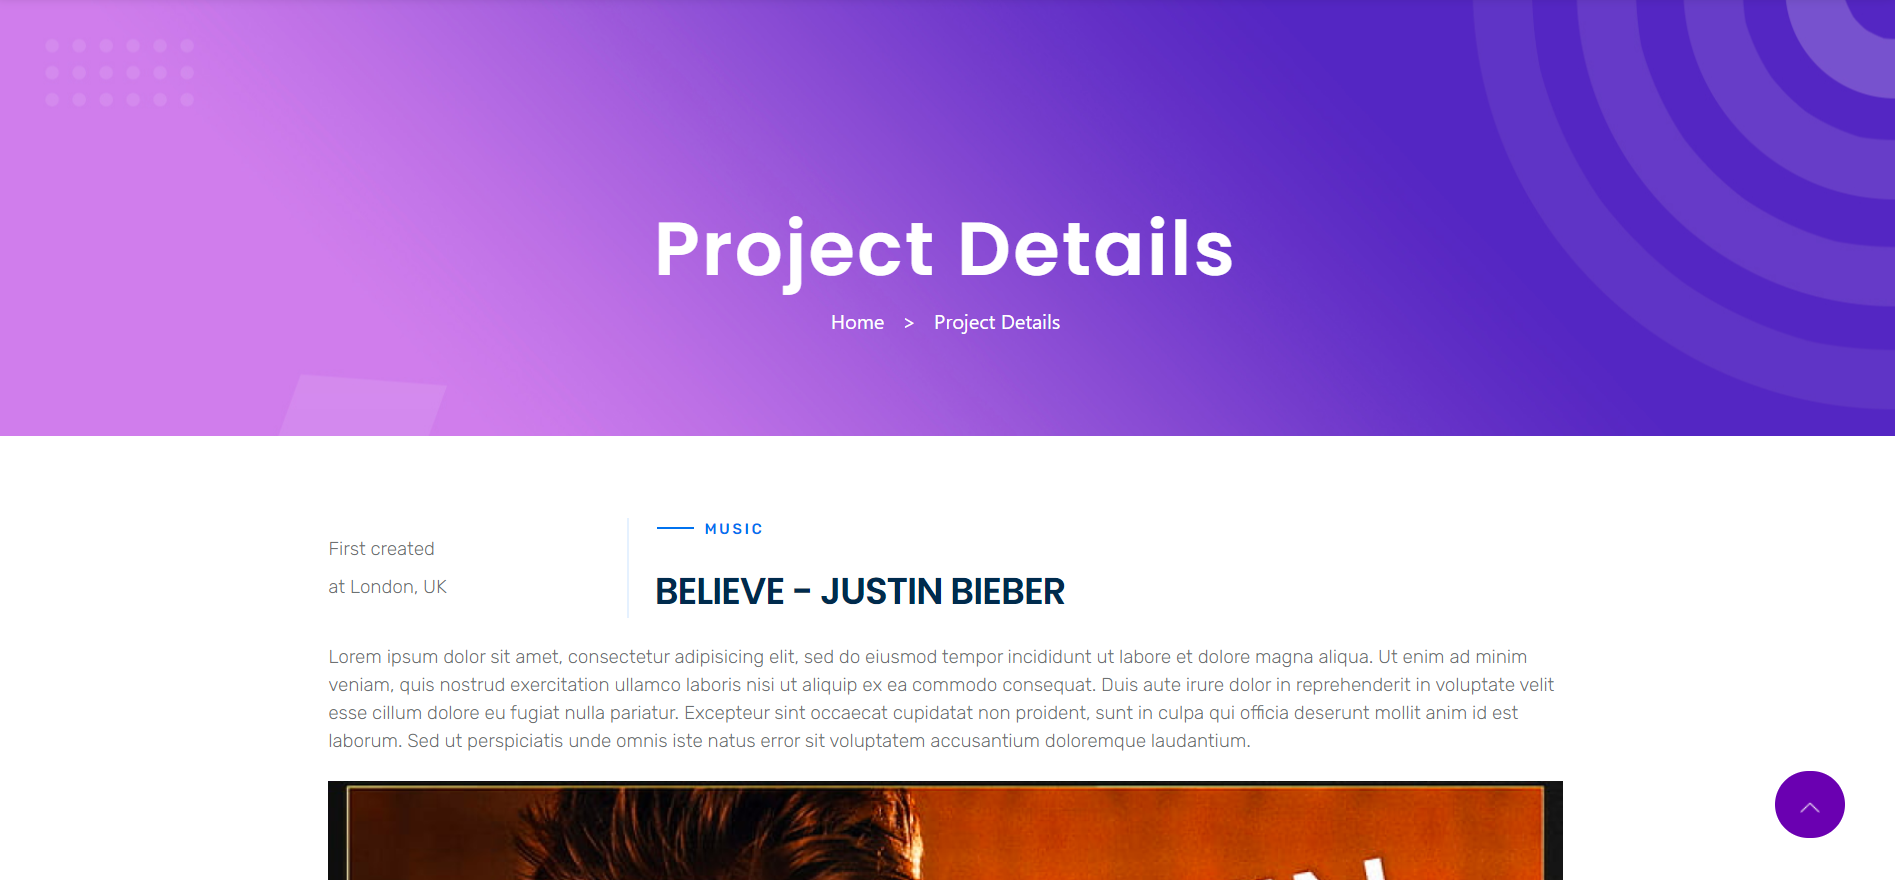 Project Details
Home > Project Details
First created
at London, UK
MUSIC
BELIEVE - JUSTIN BIEBER
Lorem ipsum dolor sit amet, consectetur adipisicing elit, sed do eiusmod tempor incididunt ut labore et dolore magna aliqua. Ut enim ad minim
veniam, quis nostrud exercitation ullamco laboris nisi ut aliquip ex ea commodo consequat. Duis aute irure dolor in reprehenderit in voluptate velit
esse cillum dolore eu fugiat nulla pariatur. Excepteur sint occaecat cupidatat non proident, sunt in culpa qui officia deserunt mollit anim id est
laborum. Sed ut perspiciatis unde omnis iste natus error sit voluptatem accusantium doloremque laudantium.